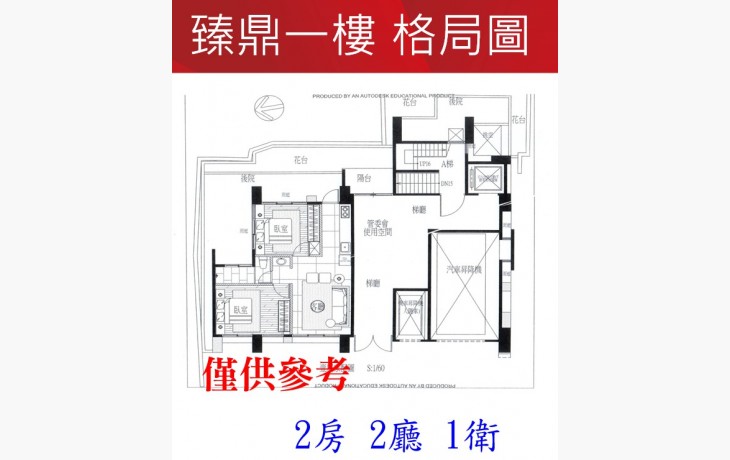 臻鼎一樓 格局圖
PRODUCED BY AN AUTODESK EDUCATIONAL PRODUCT
花台
後院
花台
UP16
A梯
花台
陽台
DN15
後院
梯廳
臥室
管委會
使用空間
汽車昇降機
梯廳
臥室
S:1/60
僅供參考
PRODUCED BY AN AUTODESK EDUCATIONAL PRODUCT
2房 2廳 1衛